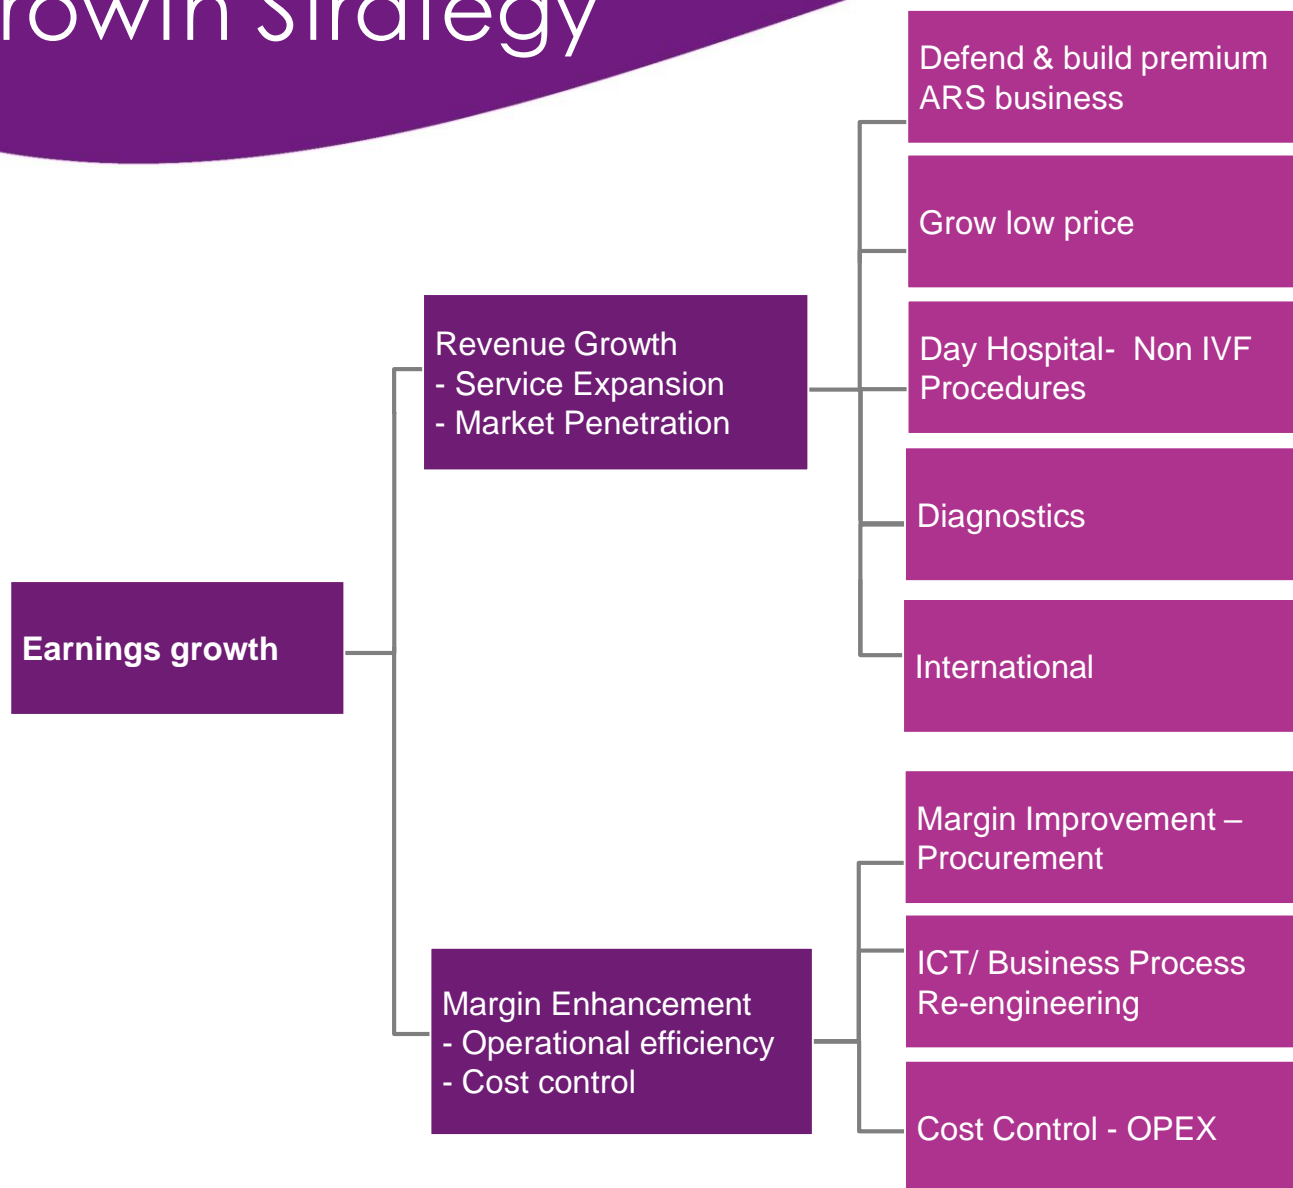 rowth Strategy
Defend & build premium
ARS business
Grow low price
Revenue Growth
- Service Expansion
- Market Penetration
Day Hospital-  Non IVF
Procedures
Diagnostics
Earnings growth
International
Margin Improvement –
Procurement
Margin Enhancement
- Operational efficiency
- Cost control
ICT/ Business Process
Re-engineering
Cost Control - OPEX